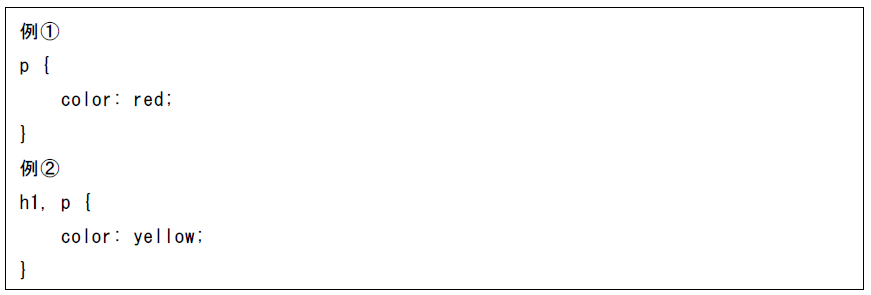 例①
p {
    color: red;
}
例②
h1, p {
    color: yellow;
}